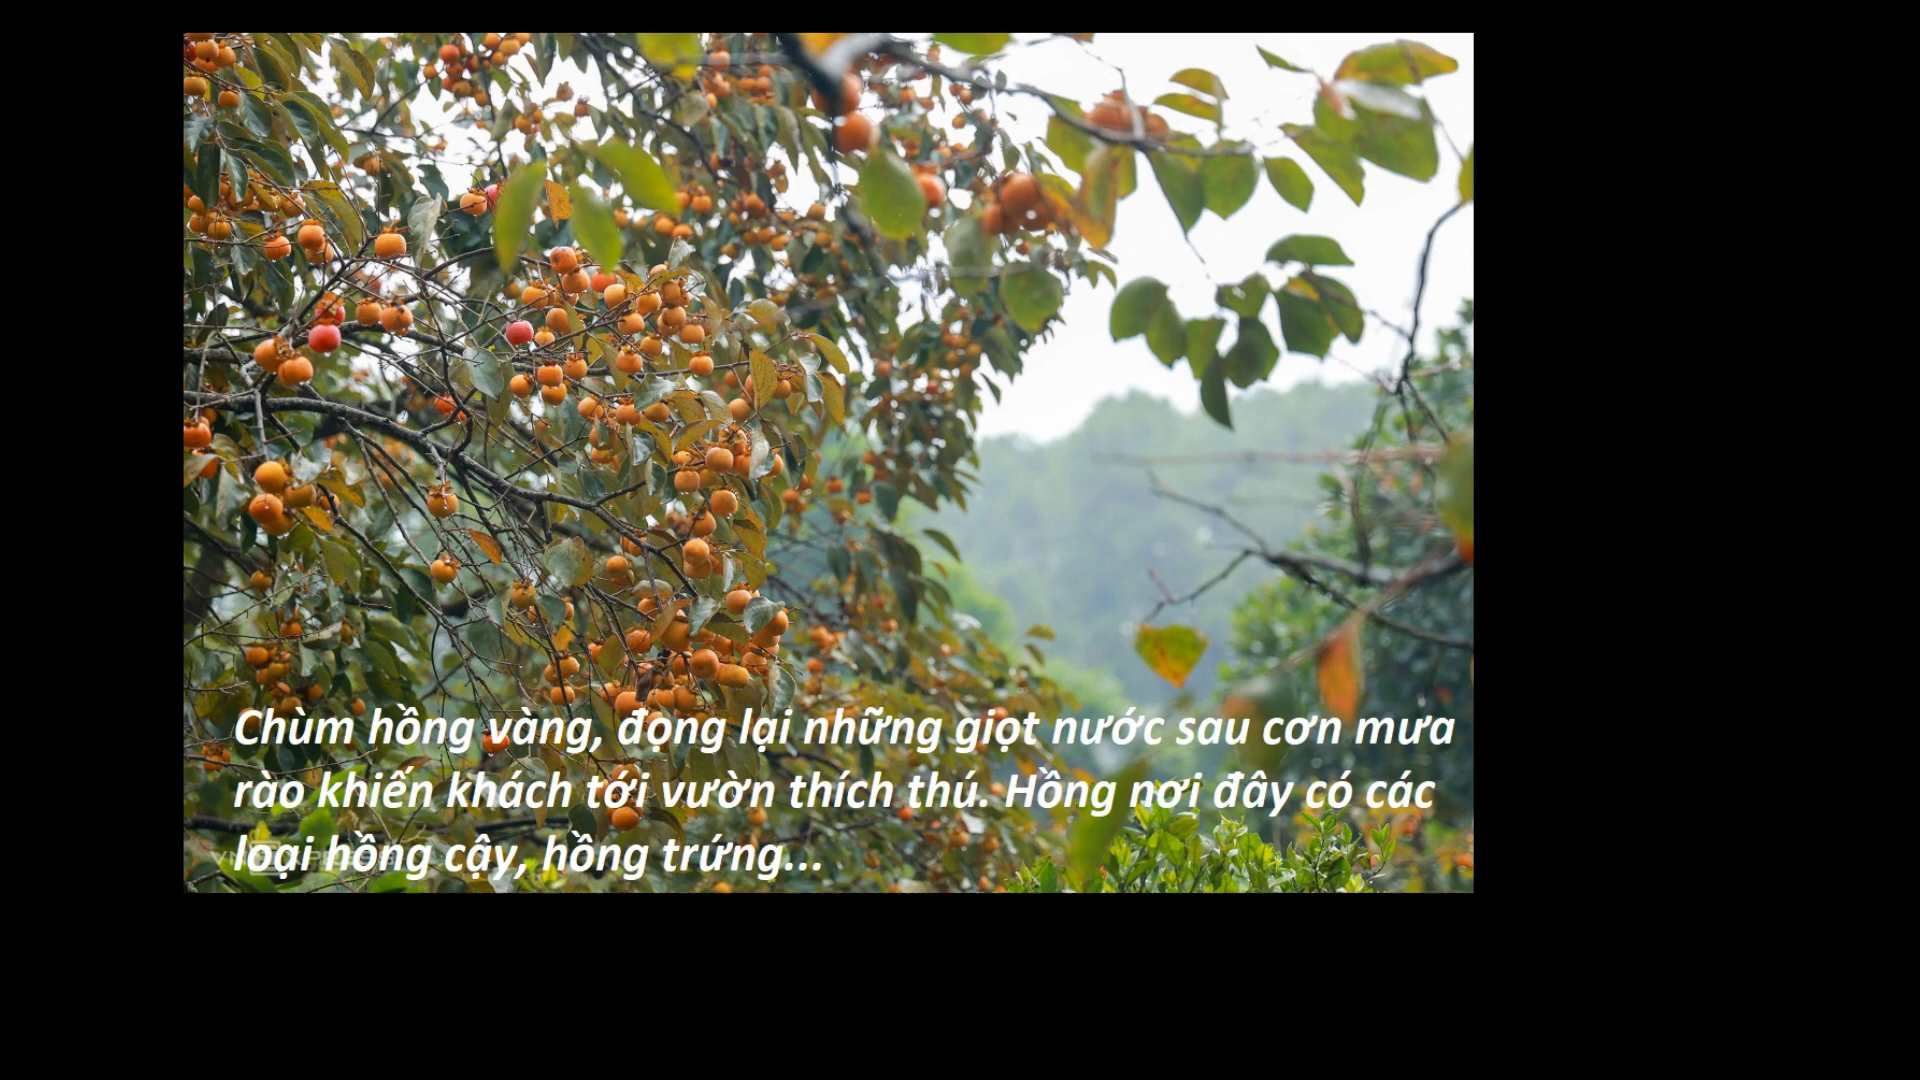 Chùm hồng vàng, đọng lại những giọt nước sau cơn mưa
rào khiến khách tới vườn thích thú. Hồng nơi đây có các
loại hồng cậy, hồng trứng...